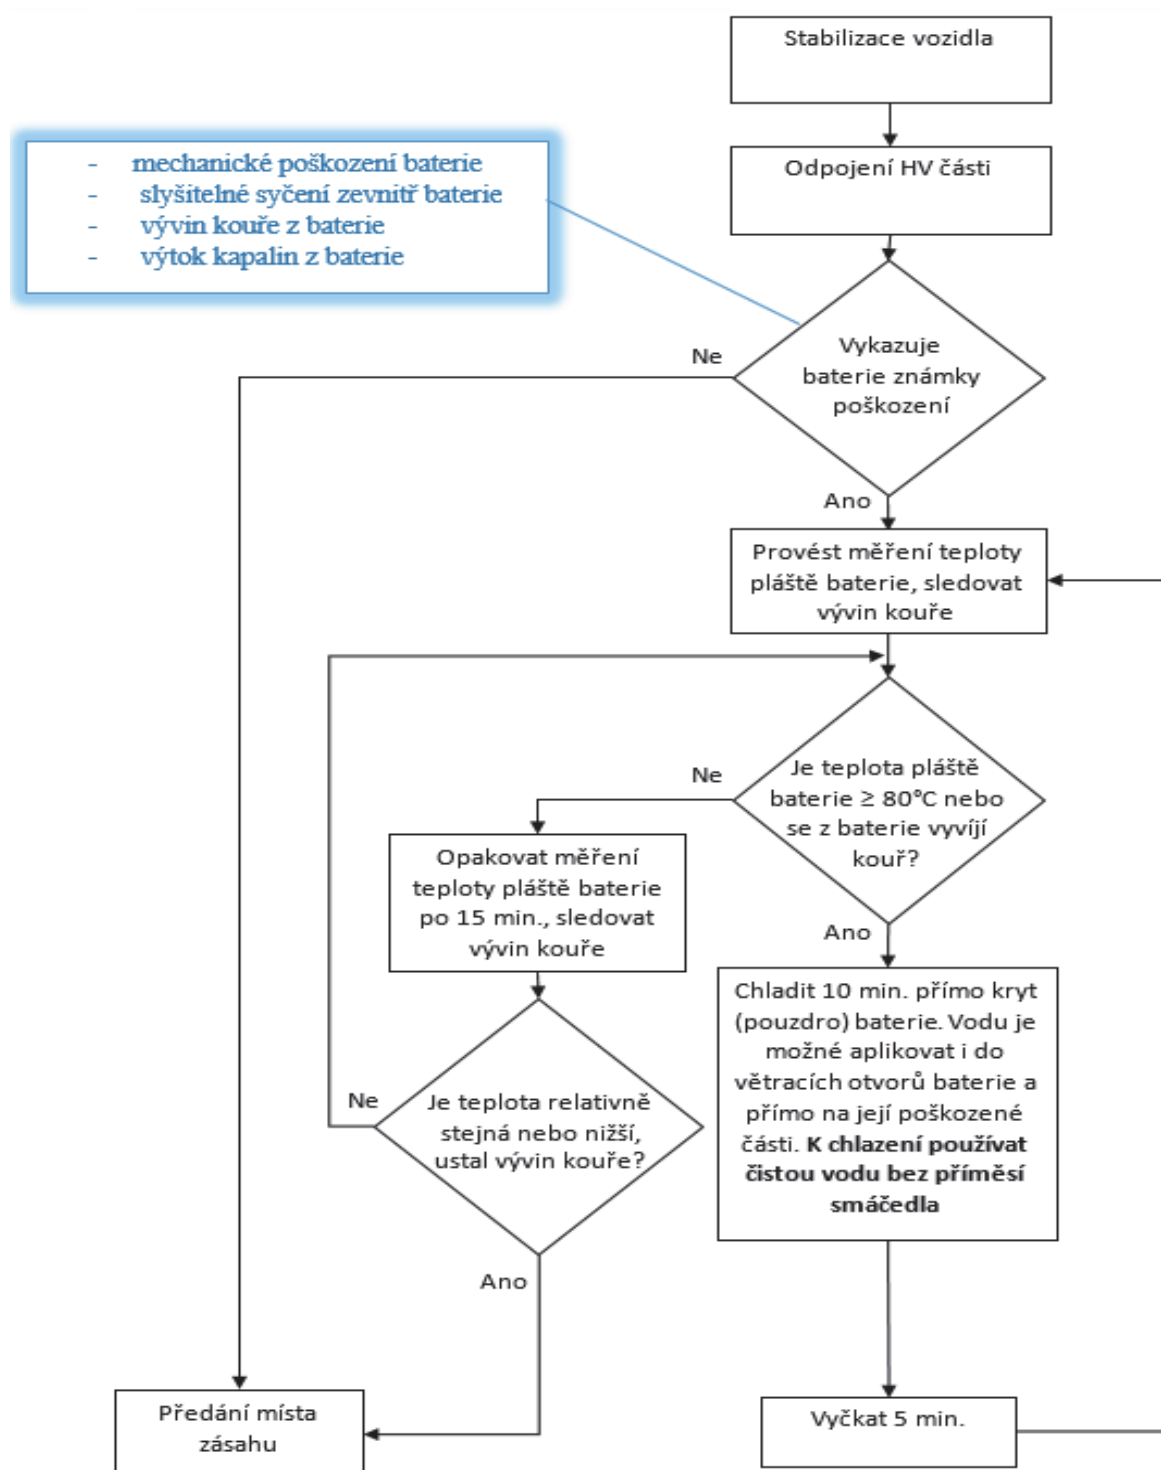 Stabilizace vozidla
Odpojení HV části
- mechanické poškození baterie
- slyšitelné syčení zevnitř baterie
- vývin kouře z baterie
- výtok kapalin z baterie
Vykazuje
baterie známky
poškození
Ne
Ano
Provést měření teploty
pláště baterie, sledovat
vývin kouře
Je teplota pláště
baterie ≥ 80°C nebo
se z baterie vyvíjí
kouř?
Ne
Ano
Opakovat měření
teploty pláště baterie
po 15 min., sledovat
vývin kouře
Chladit 10 min. přímo kryt
(pouzdro) baterie. Vodu je
možné aplikovat i do
větracích otvorů baterie a
přímo na její poškozené
části. K chlazení používat
čistou vodu bez příměsí
smáčedla
Je teplota relativně
stejná nebo nižší,
ustal vývin kouře?
Ne
Ano
Předání místa
zásahu
Vyčkat 5 min.